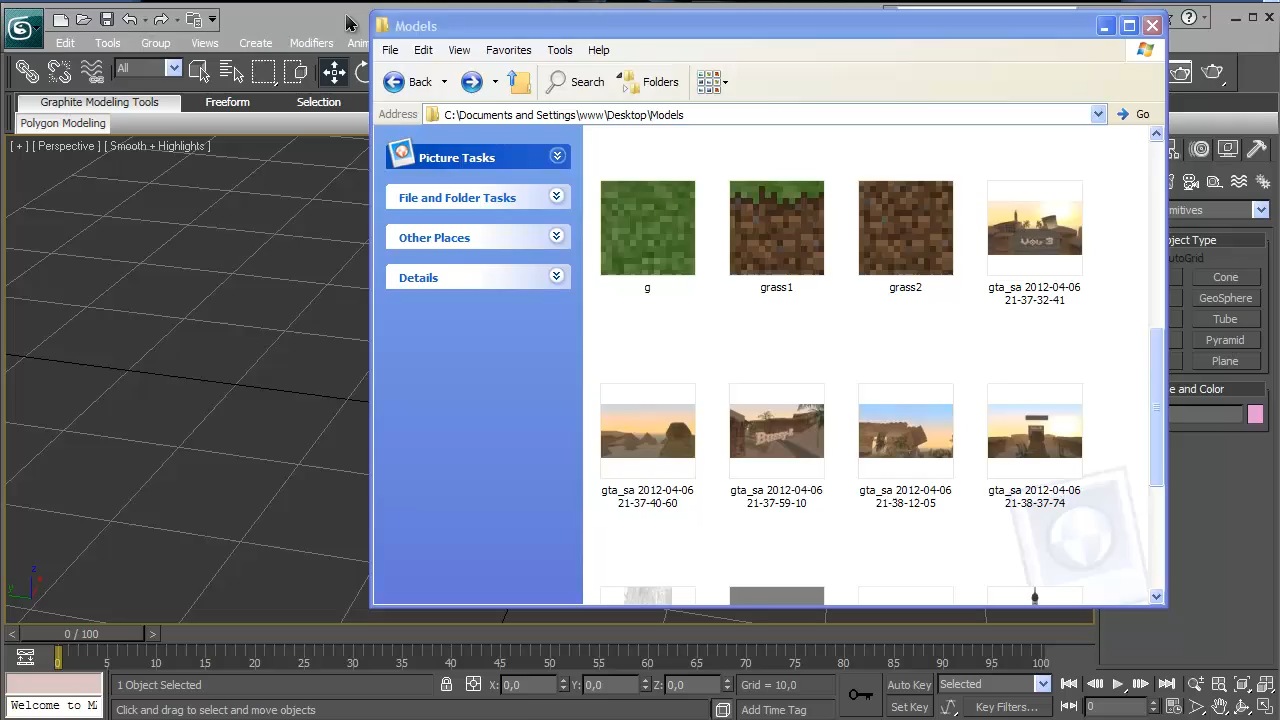 Models
Edit Tools Group Views Create Modifiers
File Edit View Favorites Tools Help
All
Back Search Folders
Graphite Modeling Tools Freeform Selection
Address C:\Documents and Settings\www\Desktop\Models Go
Polygon Modeling
[ + ] [ Perspective ] [ Smooth + Highlights ]
Picture Tasks
File and Folder Tasks
Other Places
Details
g grass1 grass2 gta_sa 2012-04-06
21-37-32-41
gta_sa 2012-04-06 gta_sa 2012-04-06 gta_sa 2012-04-06 gta_sa 2012-04-06
21-37-40-60 21-37-59-10 21-38-12-05 21-38-37-74
AutoGrid
Cone
GeoSphere
Tube
Pyramid
Plane
z
x
y
< 0 / 100 >
0 5 10 15 20 25 30 35 40 45 50 55 60 65 70 75 80 85 90 95 100
1 Object Selected X: 0,0 Y: 0,0 Z: 0,0 Grid = 10,0 Auto Key Selected
Welcome to Click and drag to select and move objects Add Time Tag Set Key Key Filters... 0